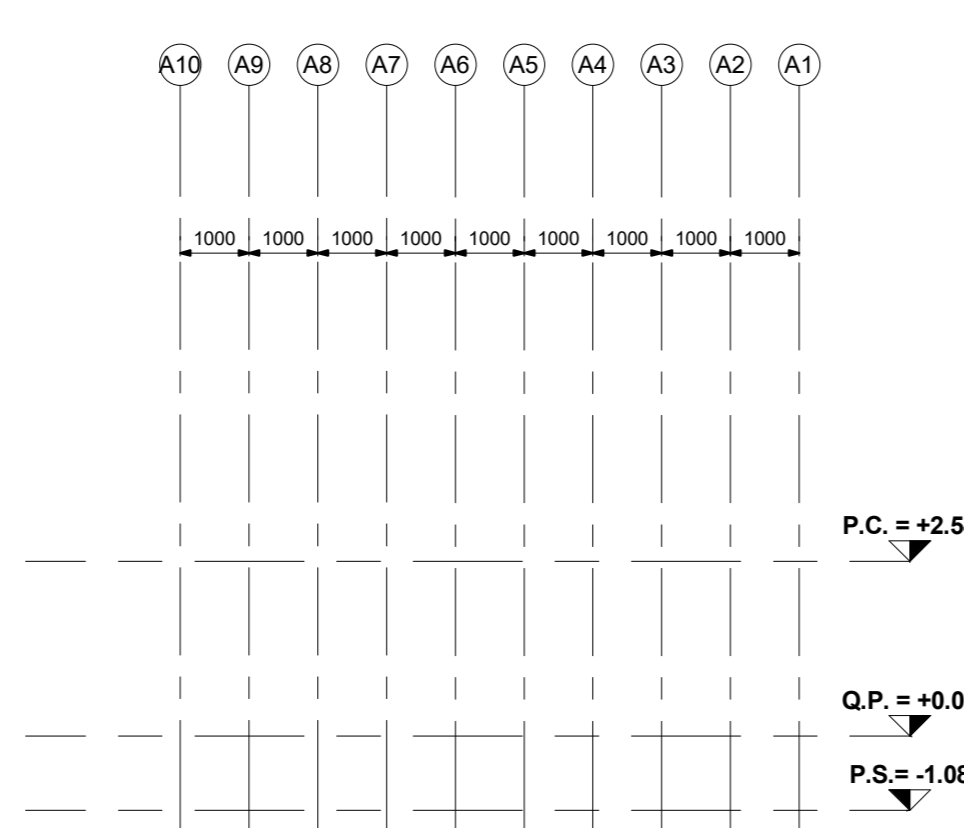 A10 A9 A8 A7 A6 A5 A4 A3 A2 A1
1000 1000 1000 1000 1000 1000 1000 1000 1000
P.C. = +2.5
Q.P. = +0.0
P.S.= -1.08